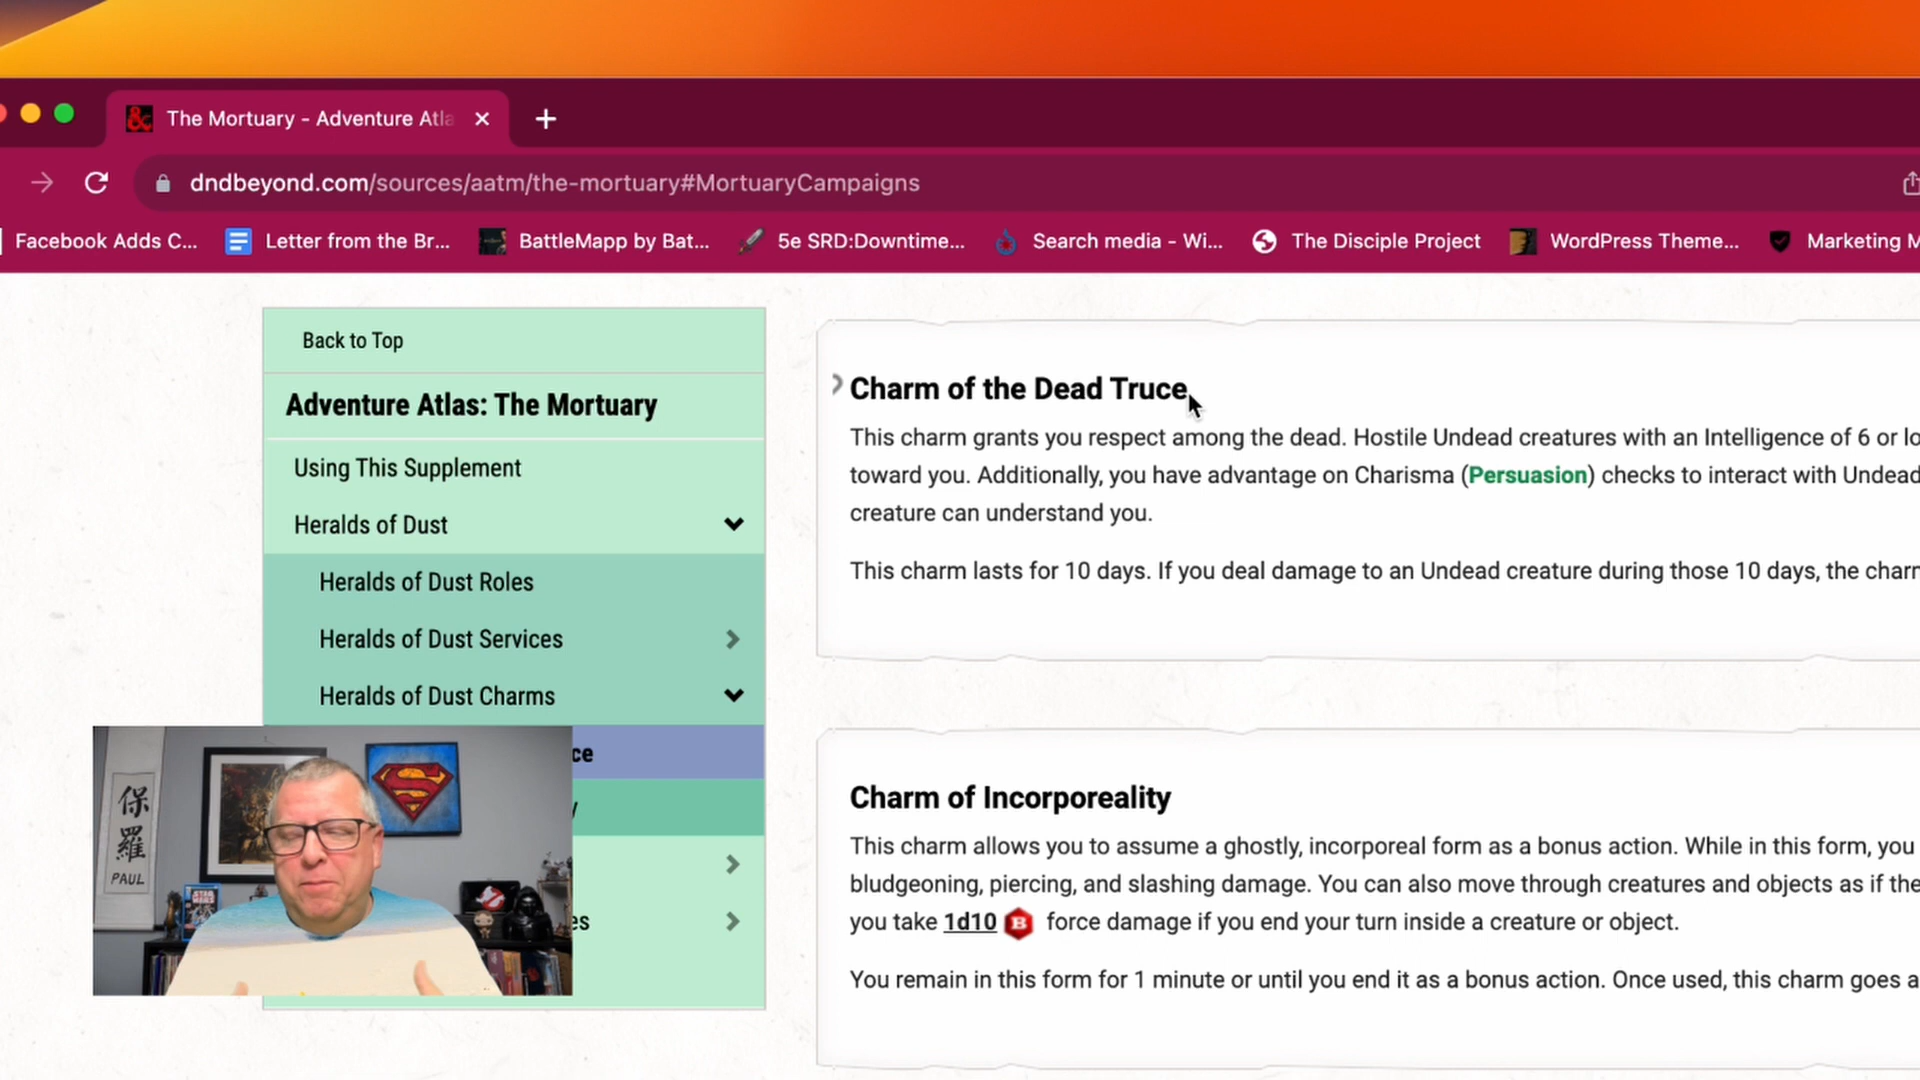 The Mortuary - Adventure Atla
dndbeyond.com/sources/aatm/the-mortuary#MortuaryCampaigns
Facebook Adds C...
Letter from the Br...
BattleMapp by Bat...
5e SRD:Downtime...
Search media - Wi...
The Disciple Project
WordPress Theme...
Marketing M
Back to Top
Adventure Atlas: The Mortuary
Using This Supplement
Heralds of Dust
Heralds of Dust Roles
Heralds of Dust Services
Heralds of Dust Charms
ce
y
es
保
羅
PAUL
Charm of the Dead Truce
This charm grants you respect among the dead. Hostile Undead creatures with an Intelligence of 6 or lo
toward you. Additionally, you have advantage on Charisma (Persuasion) checks to interact with Undead
creature can understand you.
This charm lasts for 10 days. If you deal damage to an Undead creature during those 10 days, the charm
Charm of Incorporeality
This charm allows you to assume a ghostly, incorporeal form as a bonus action. While in this form, you
bludgeoning, piercing, and slashing damage. You can also move through creatures and objects as if the
you take 1d10 B force damage if you end your turn inside a creature or object.
You remain in this form for 1 minute or until you end it as a bonus action. Once used, this charm goes a